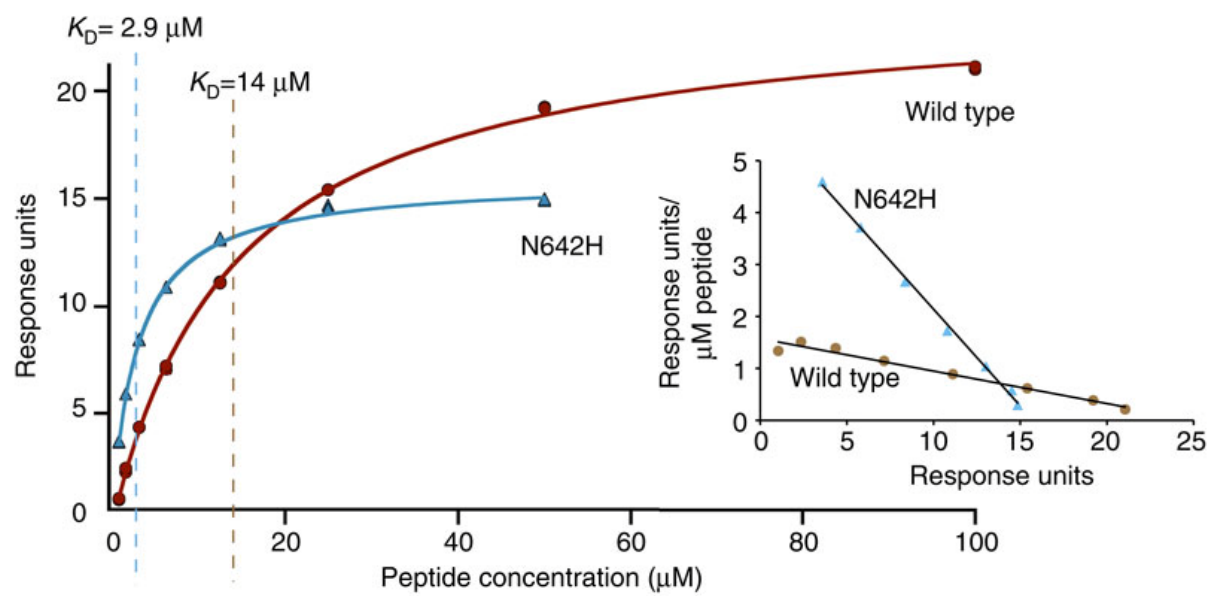 K_D= 2.9 μM
K_D=14 μM
20
15
10
5
0
Response units
0
20
40
60
80
100
Peptide concentration (μM)
Wild type
N642H
5
4
3
2
1
0
Response units/
μM peptide
N642H
Wild type
0
5
10
15
20
25
Response units